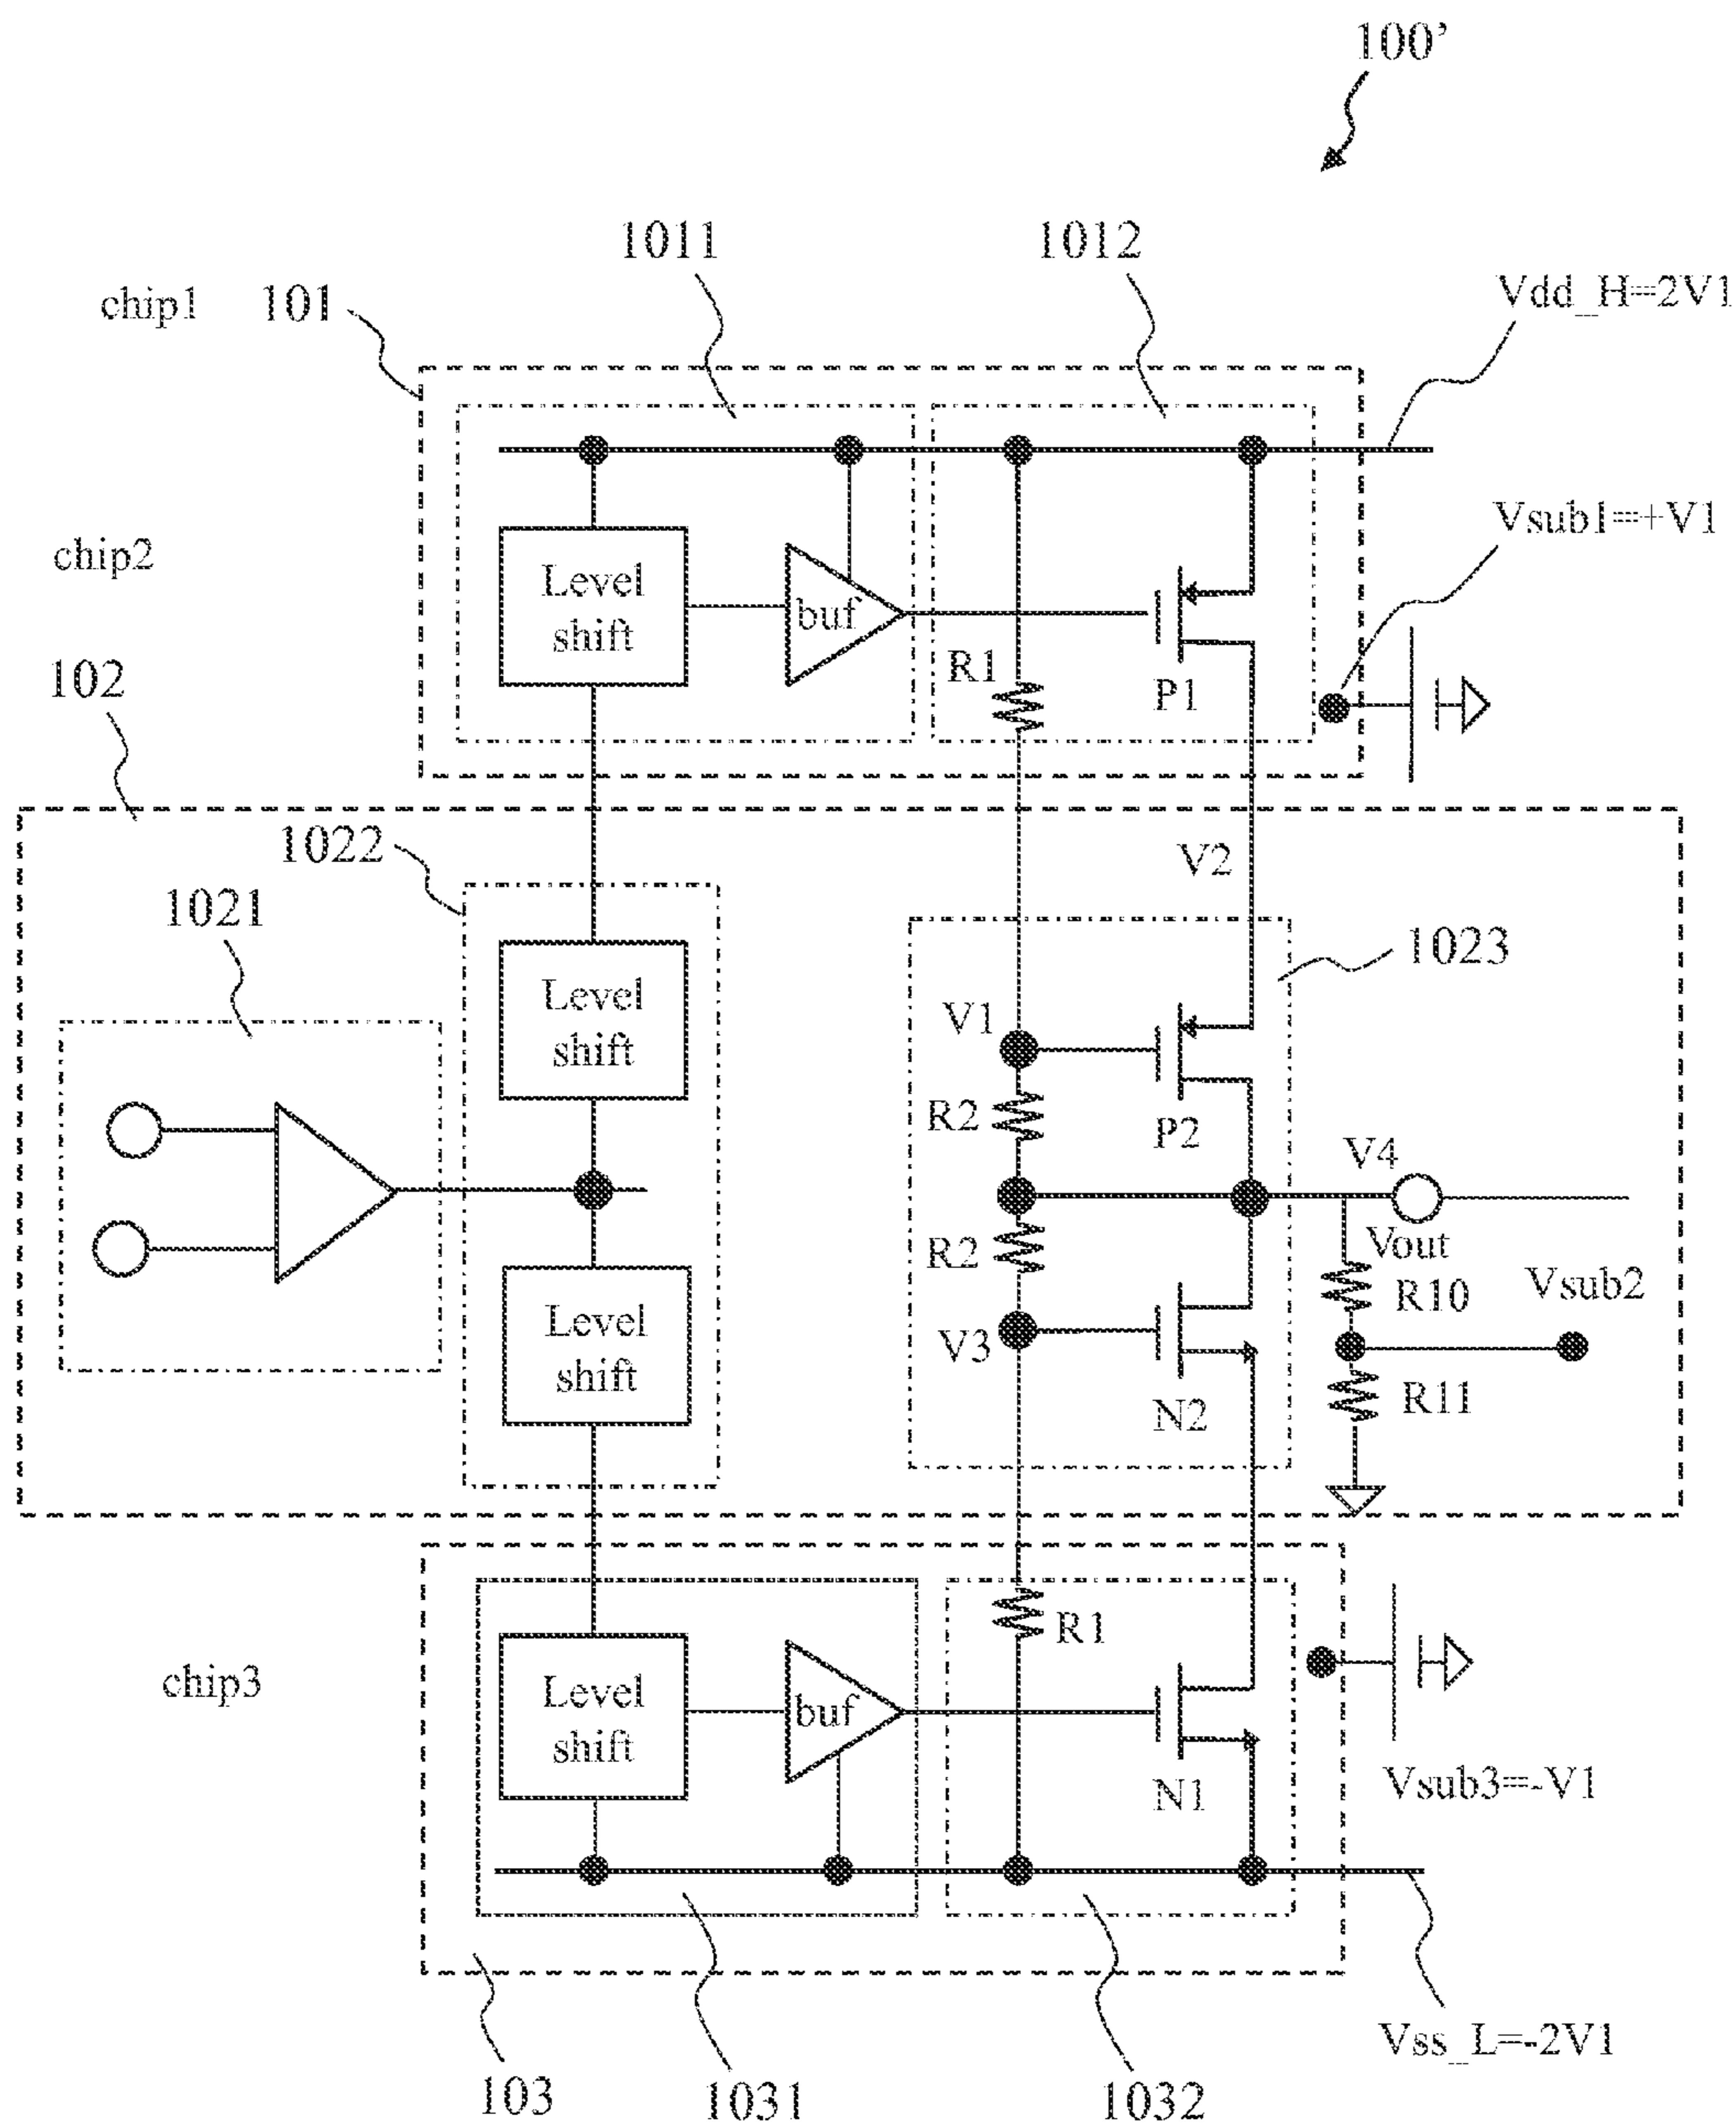 100’
1011
1012
chip1
101
Vdd_H=2V1
Vsub1=+V1
chip2
Level
shift
buf
R1
P1
102
1022
V2
1021
1023
Level
shift
V1
R2
P2
V4
Vout
R2
R10
Vsub2
Level
shift
V3
R11
N2
chip3
Level
shift
buf
R1
N1
Vsub3=-V1
Vss_L=-2V1
103
1031
1032